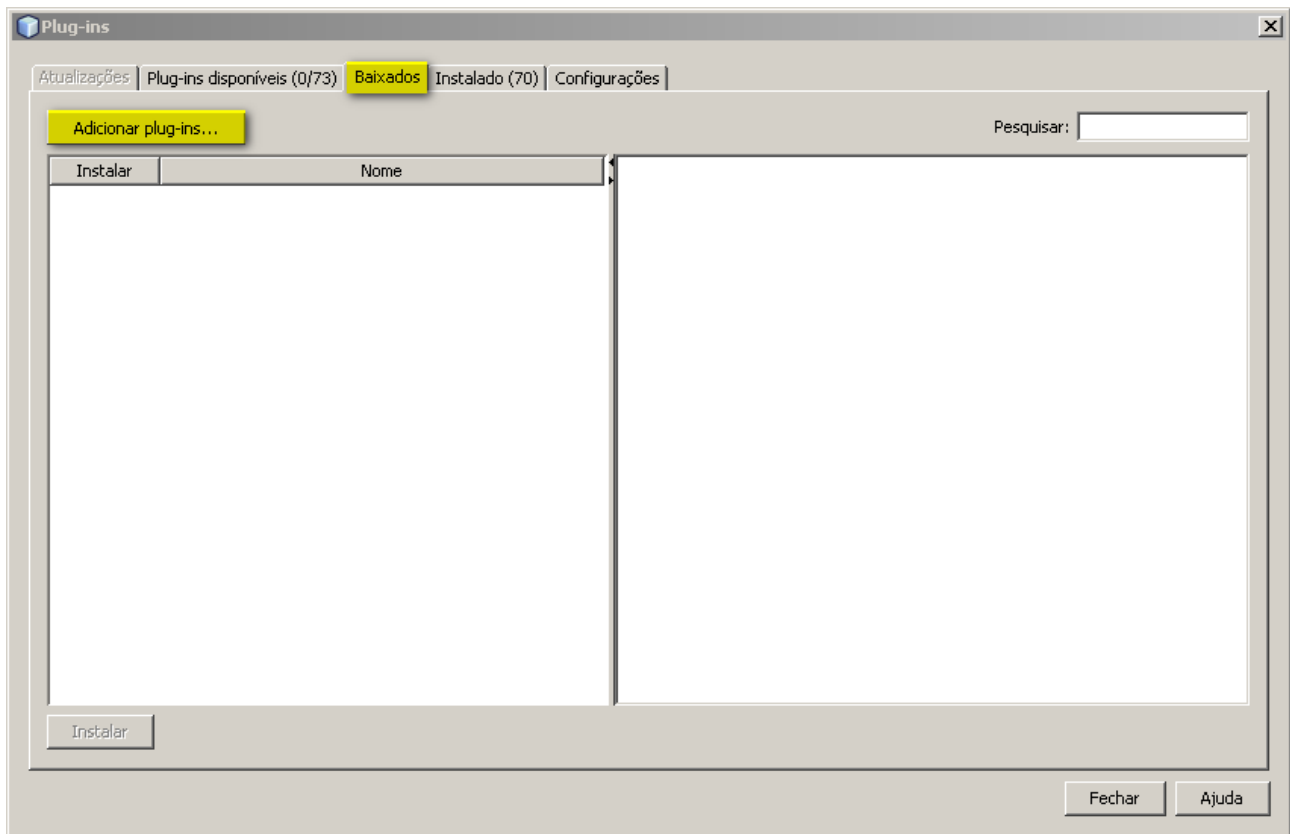 Plug-ins
Atualizações Plug-ins disponíveis (0/73) Baixados Instalado (70) Configurações
Adicionar plug-ins... Pesquisar:
Instalar Nome
Instalar
Fechar Ajuda